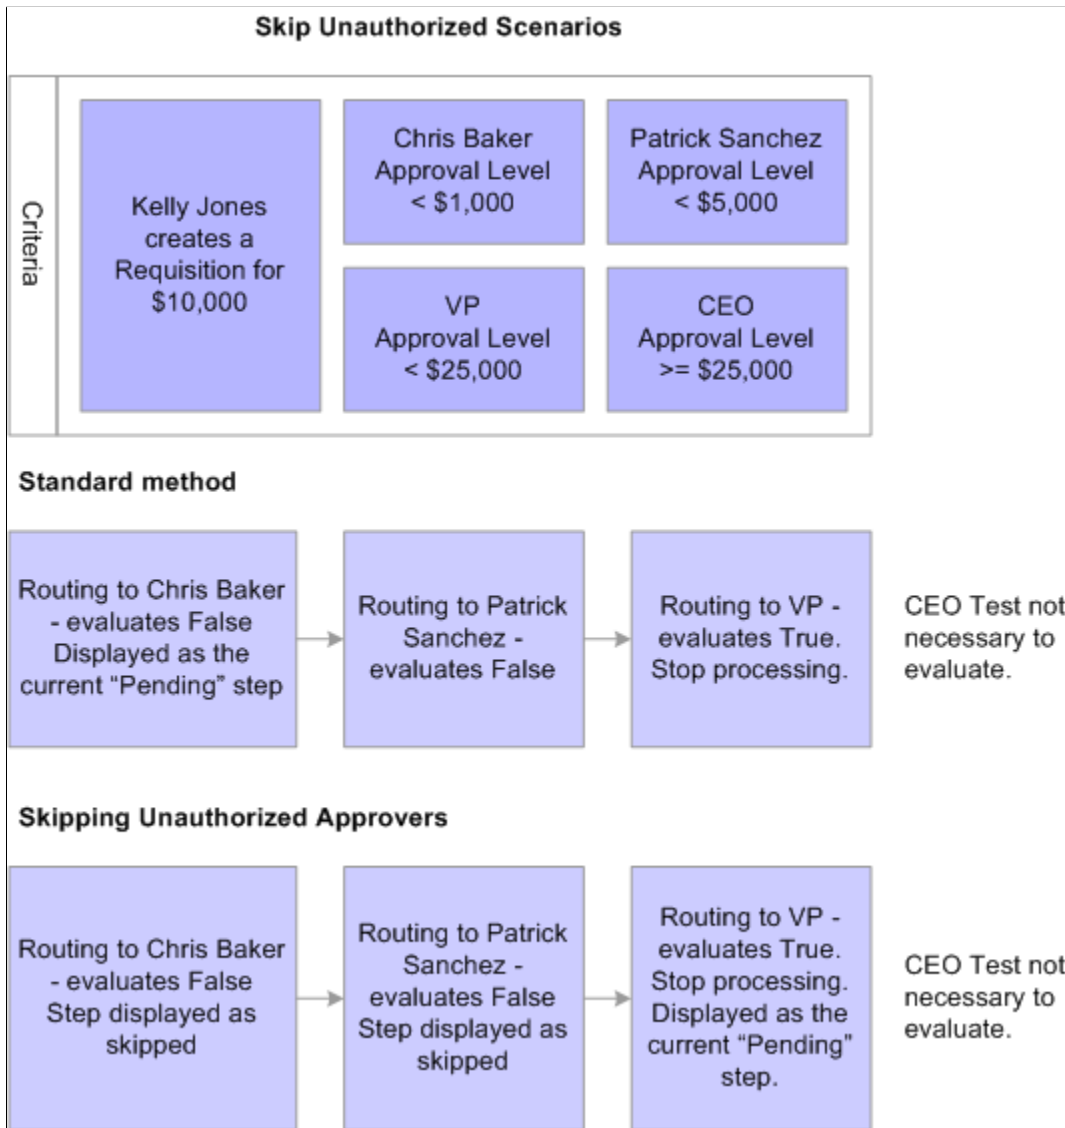 Skip Unauthorized Scenarios
Criteria
Kelly Jones
creates a
Requisition for
$10,000
Chris Baker
Approval Level
< $1,000
Patrick Sanchez
Approval Level
< $5,000
VP
Approval Level
< $25,000
CEO
Approval Level
>= $25,000
Standard method
Routing to Chris Baker
- evaluates False
Displayed as the
current “Pending” step
Routing to Patrick
Sanchez -
evaluates False
Routing to VP -
evaluates True.
Stop processing.
CEO Test not
necessary to
evaluate.
Skipping Unauthorized Approvers
Routing to Chris Baker
- evaluates False
Step displayed as
skipped
Routing to Patrick
Sanchez -
evaluates False
Step displayed as
skipped
Routing to VP -
evaluates True.
Stop processing.
Displayed as the
current “Pending”
step.
CEO Test not
necessary to
evaluate.